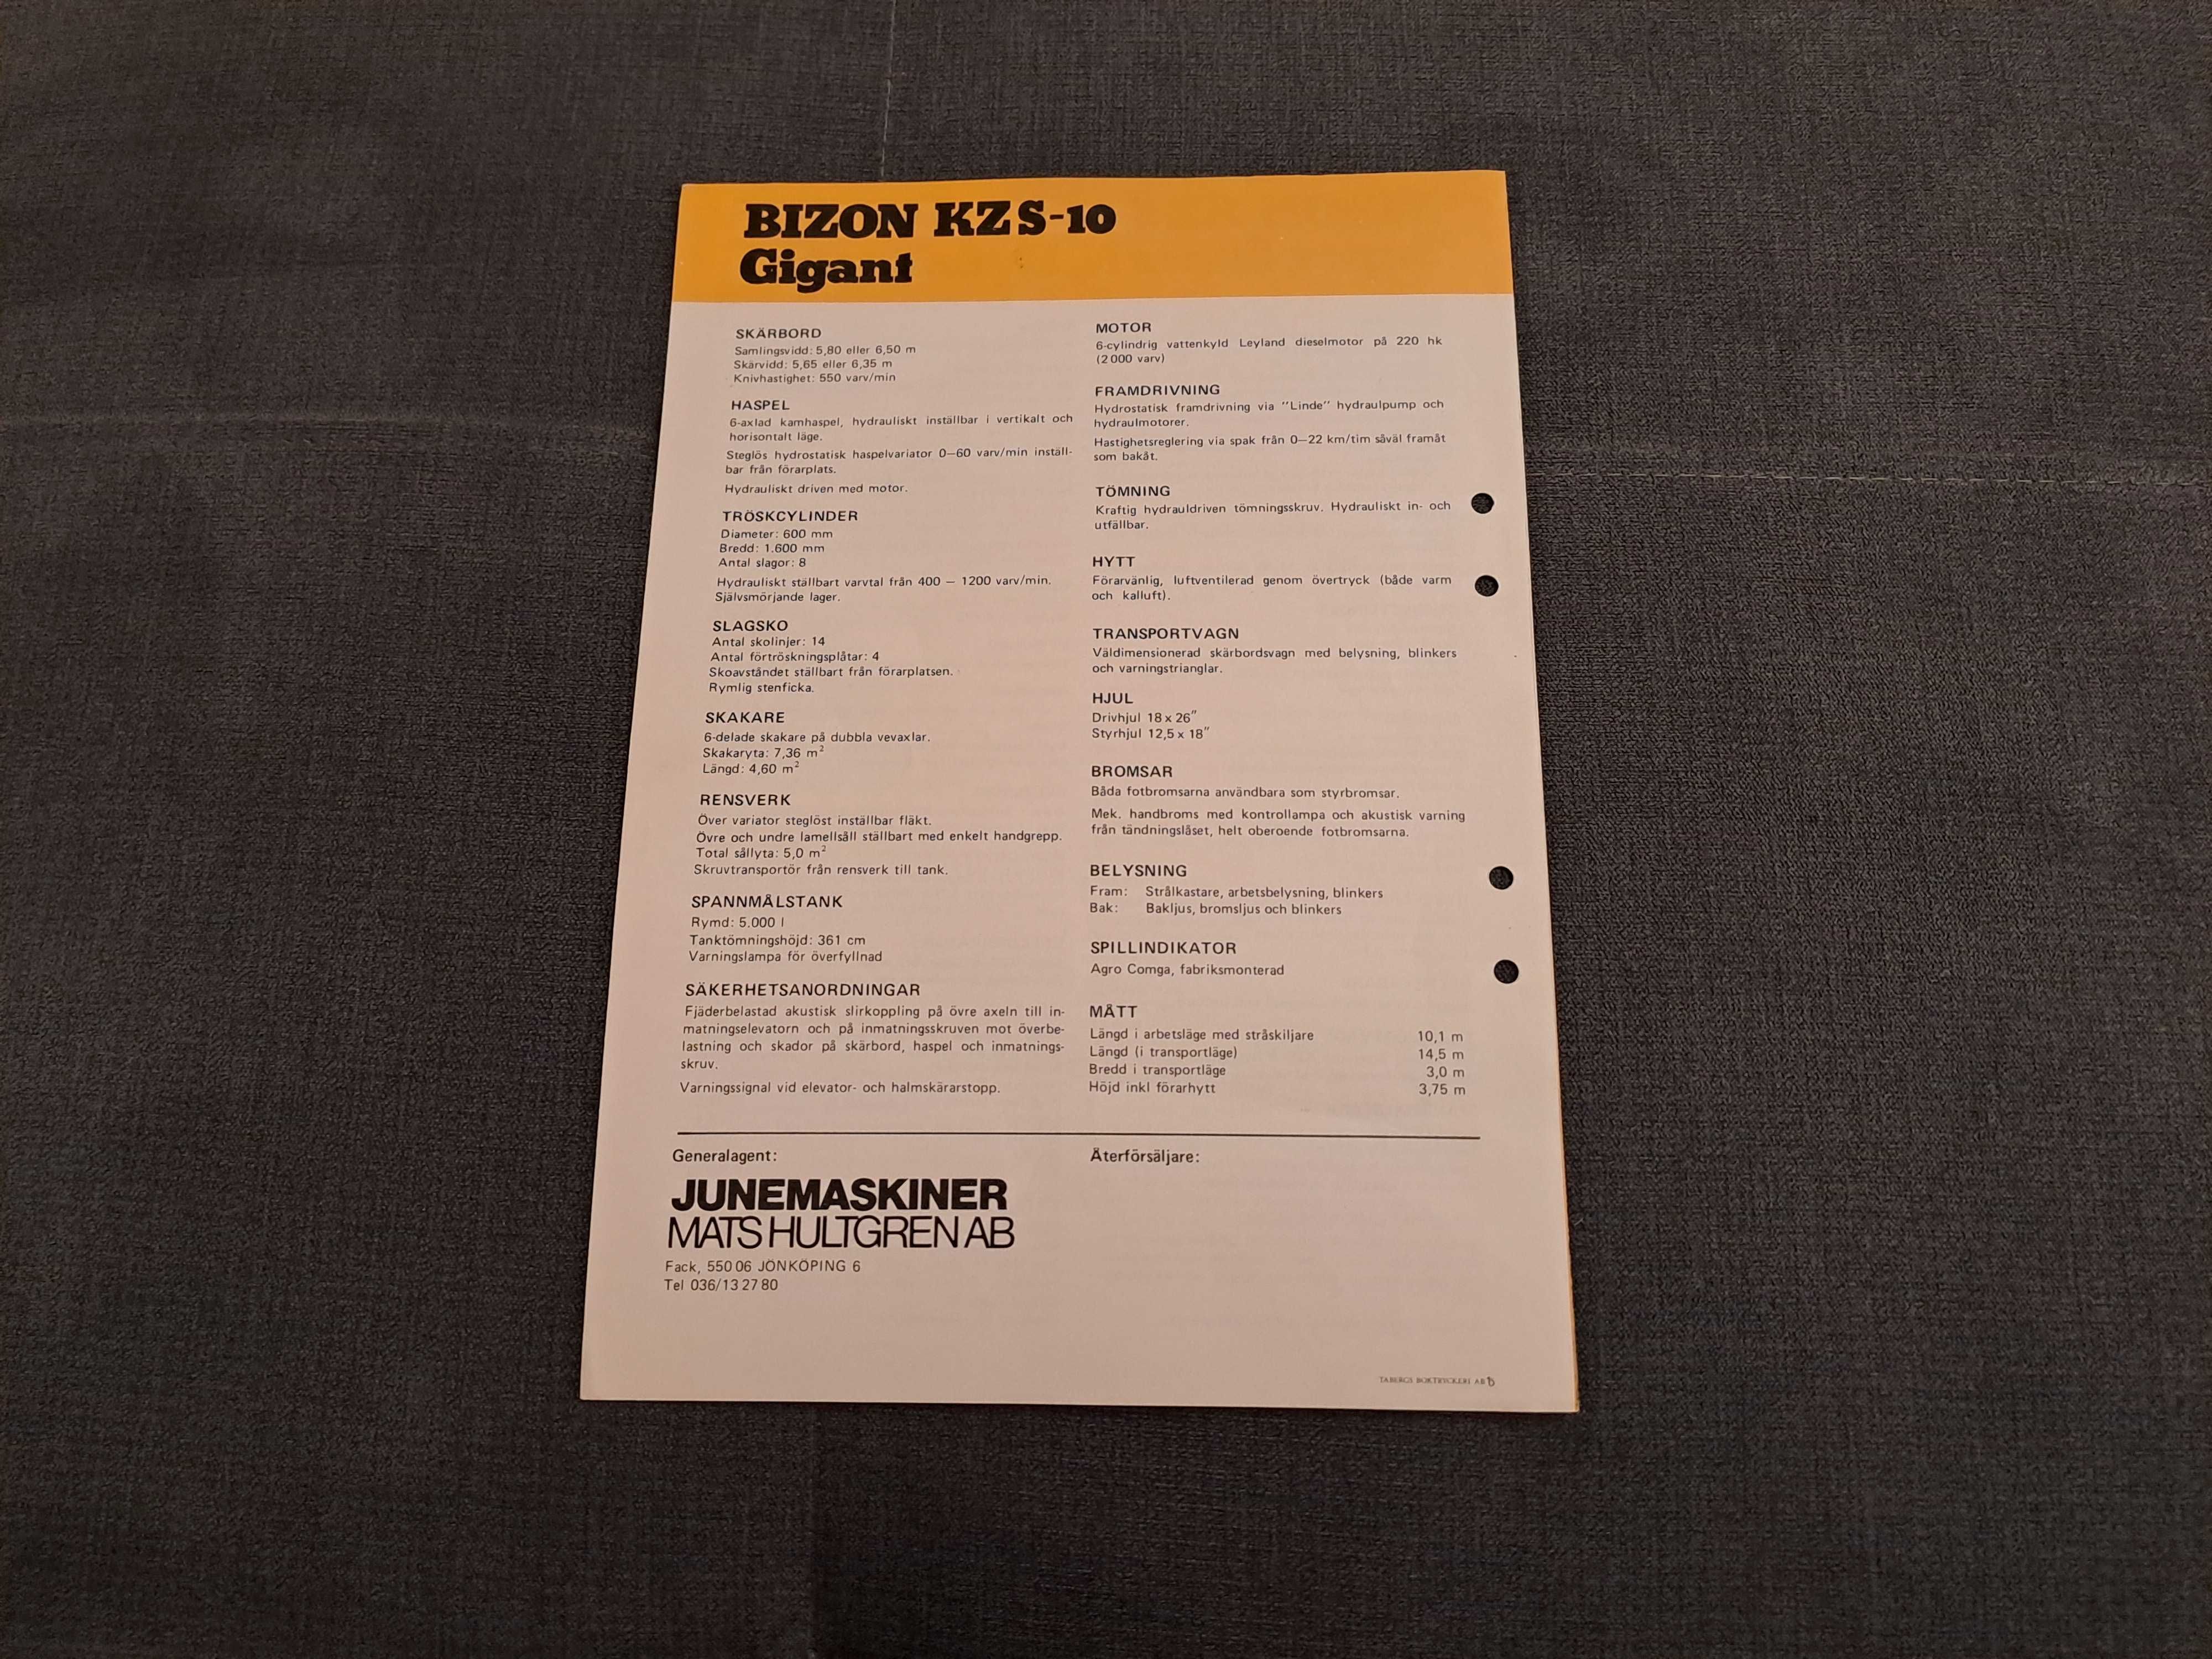 BIZON KZS-10
Gigant
SKÄRBORD
Samlingsvidd: 5,80 eller 6,50 m
Skärvidd: 5,65 eller 6,35 m
Knivhastighet: 550 varv/min
HASPEL
6-axlad kamhaspel, hydrauliskt inställbar i vertikalt och
horisontalt läge.
Steglös hydrostatisk haspelvariator 0—60 varv/min inställ-
bar från förarplats.
Hydrauliskt driven med motor.
TRÖSKCYLINDER
Diameter: 600 mm
Bredd: 1.600 mm
Antal slagor: 8
Hydrauliskt ställbart varvtal från 400 — 1200 varv/min.
Självsmörjande lager.
SLAGSKO
Antal skolinjer: 14
Antal förtröskningsplåtar: 4
Skoavståndet ställbart från förarplatsen.
Rymlig stenficka.
SKAKARE
6-delade skakare på dubbla vevaxlar.
Skakaryta: 7,36 m²
Längd: 4,60 m²
RENSVERK
Över variator steglöst inställbar fläkt.
Övre och undre lamellsåll ställbart med enkelt handgrepp.
Total sållyta: 5,0 m²
Skruvtransportör från rensverk till tank.
SPANNMÅLSTANK
Rymd: 5.000 l
Tanktömningshöjd: 361 cm
Varningslampa för överfyllnad
SÄKERHETSANORDNINGAR
Fjäderbelastad akustisk slirkoppling på övre axeln till in-
matningselevatorn och på inmatningsskruven mot överbe-
lastning och skador på skärbord, haspel och inmatnings-
skruv.
Varningssignal vid elevator- och halmskärarstopp.
MOTOR
6-cylindrig vattenkyld Leyland dieselmotor på 220 hk
(2 000 varv)
FRAMDRIVNING
Hydrostatisk framdrivning via "Linde" hydraulpump och
hydraulmotorer.
Hastighetsreglering via spak från 0—22 km/tim såväl framåt
som bakåt.
TÖMNING
Kraftig hydrauldriven tömningsskruv. Hydrauliskt in- och
utfällbar.
HYTT
Förarvänlig, luftventilerad genom övertryck (både varm
och kalluft).
TRANSPORTVAGN
Väldimensionerad skärbordsvagn med belysning, blinkers
och varningstrianglar.
HJUL
Drivhjul 18 x 26"
Styrhjul 12,5 x 18"
BROMSAR
Båda fotbromsarna användbara som styrbromsar.
Mek. handbroms med kontrollampa och akustisk varning
från tändningslåset, helt oberoende fotbromsarna.
BELYSNING
Fram: Strålkastare, arbetsbelysning, blinkers
Bak: Bakljus, bromsljus och blinkers
SPILLINDIKATOR
Agro Comga, fabriksmonterad
MÅTT
Längd i arbetsläge med stråskiljare 10,1 m
Längd (i transportläge) 14,5 m
Bredd i transportläge 3,0 m
Höjd inkl förarhytt 3,75 m
Generalagent:
JUNEMASKINER
MATS HULTGREN AB
Fack, 550 06 JÖNKÖPING 6
Tel 036/13 27 80
Återförsäljare:
TABERGS BOKTRYCKERI AB